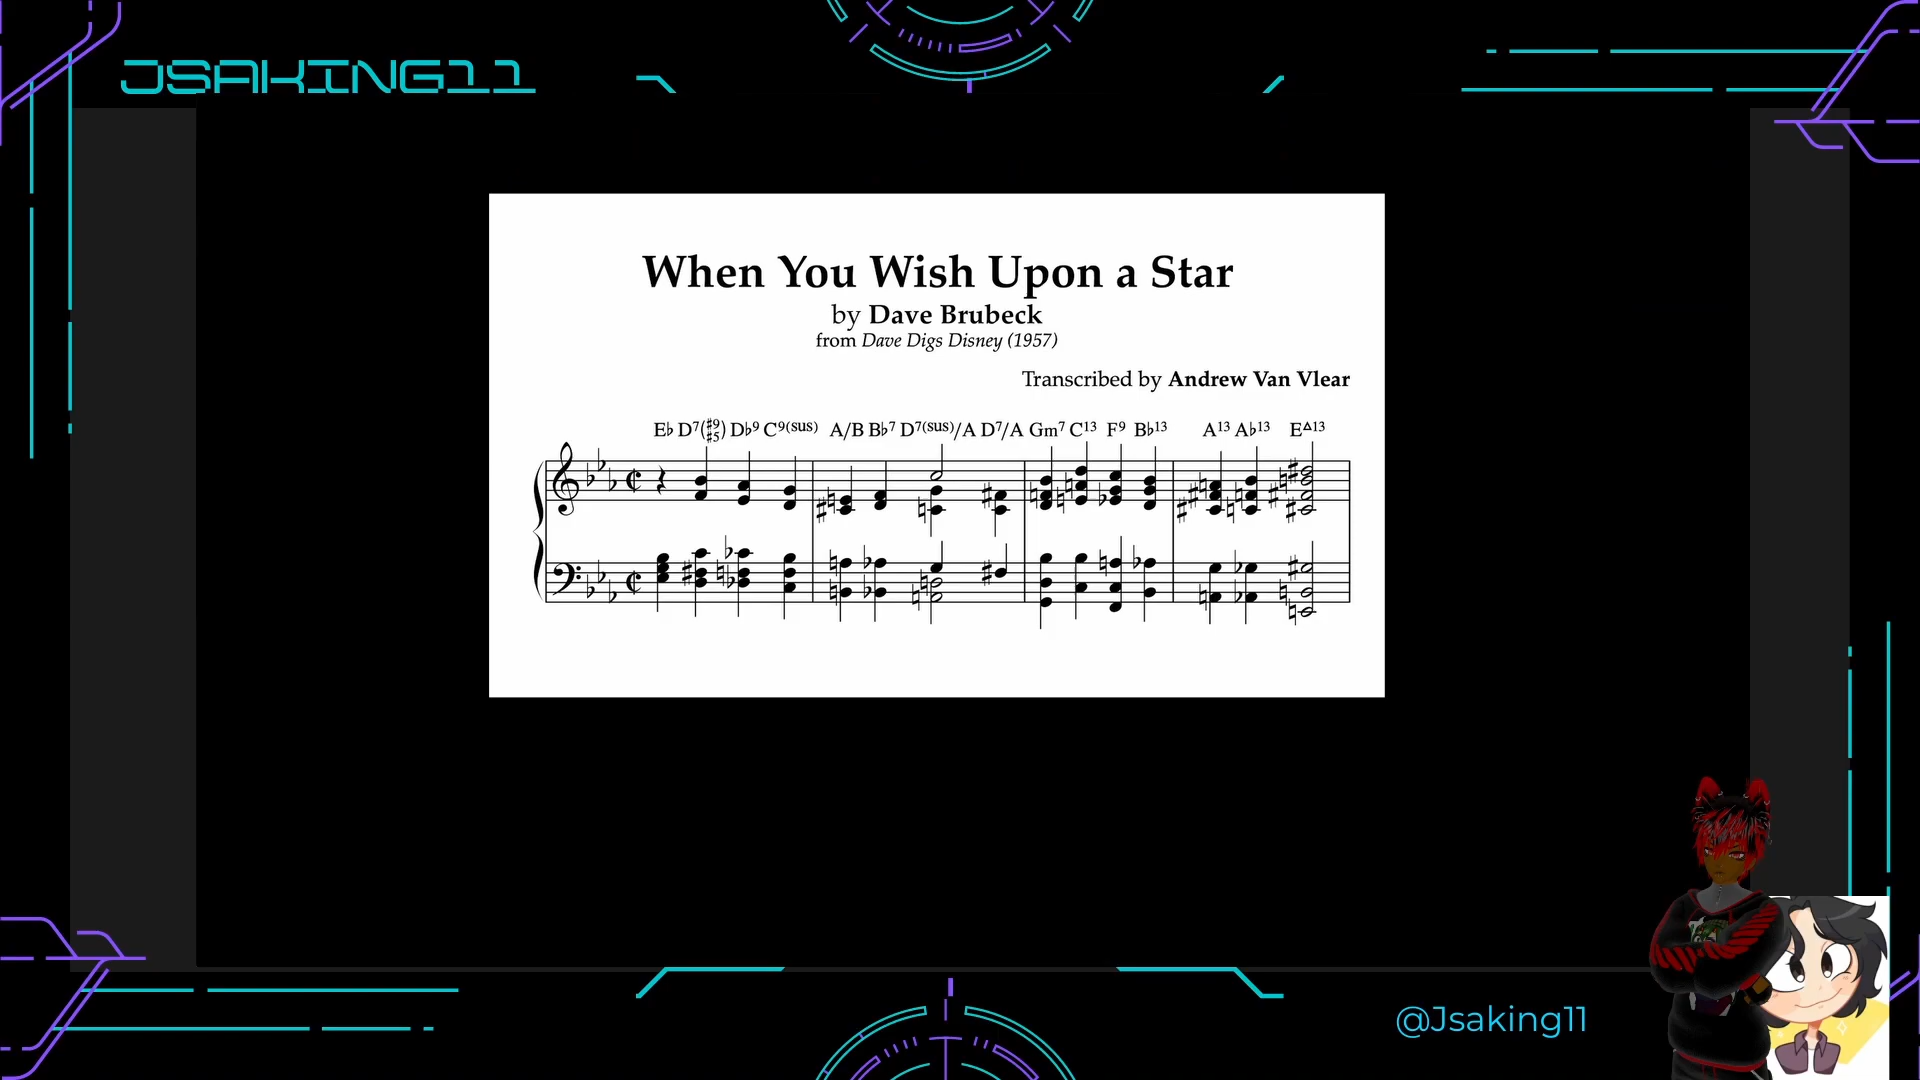 JSAKING11
When You Wish Upon a Star
by Dave Brubeck
from Dave Digs Disney (1957)
Transcribed by Andrew Van Vlear
E♭ D7(♯9 ♯5) D♭9 C9(sus) A/B B♭7 D7(sus)/A D7/A Gm7 C13 F9 B♭13 A13 A♭13 E△13
@Jsaking11